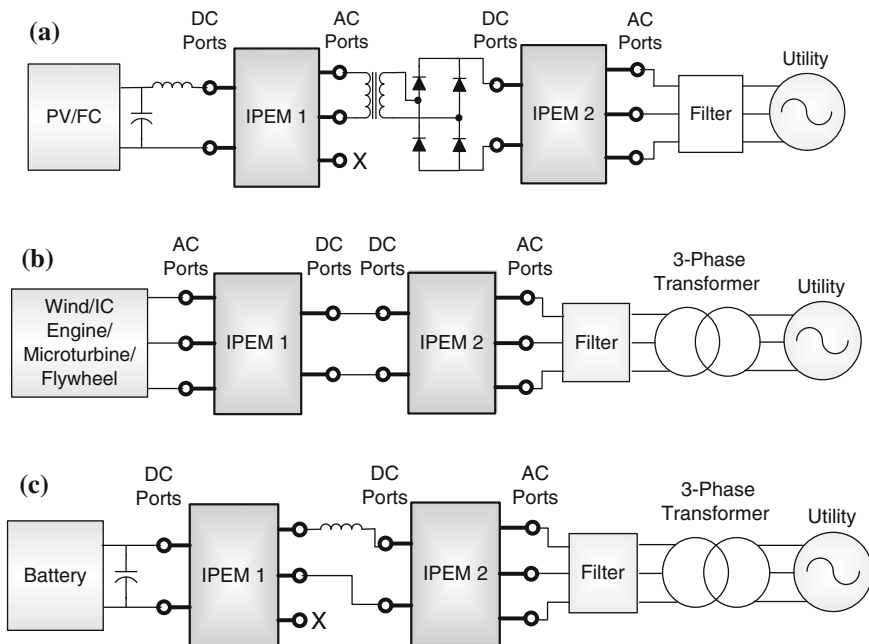 (a)
DC
Ports
AC
Ports
DC
Ports
AC
Ports
Utility
PV/FC
IPEM 1
X
IPEM 2
Filter
(b)
AC
Ports
DC
Ports
DC
Ports
AC
Ports
3-Phase
Transformer
Utility
Wind/IC
Engine/
Microturbine/
Flywheel
IPEM 1
IPEM 2
Filter
(c)
DC
Ports
DC
Ports
AC
Ports
3-Phase
Transformer
Utility
Battery
IPEM 1
X
IPEM 2
Filter